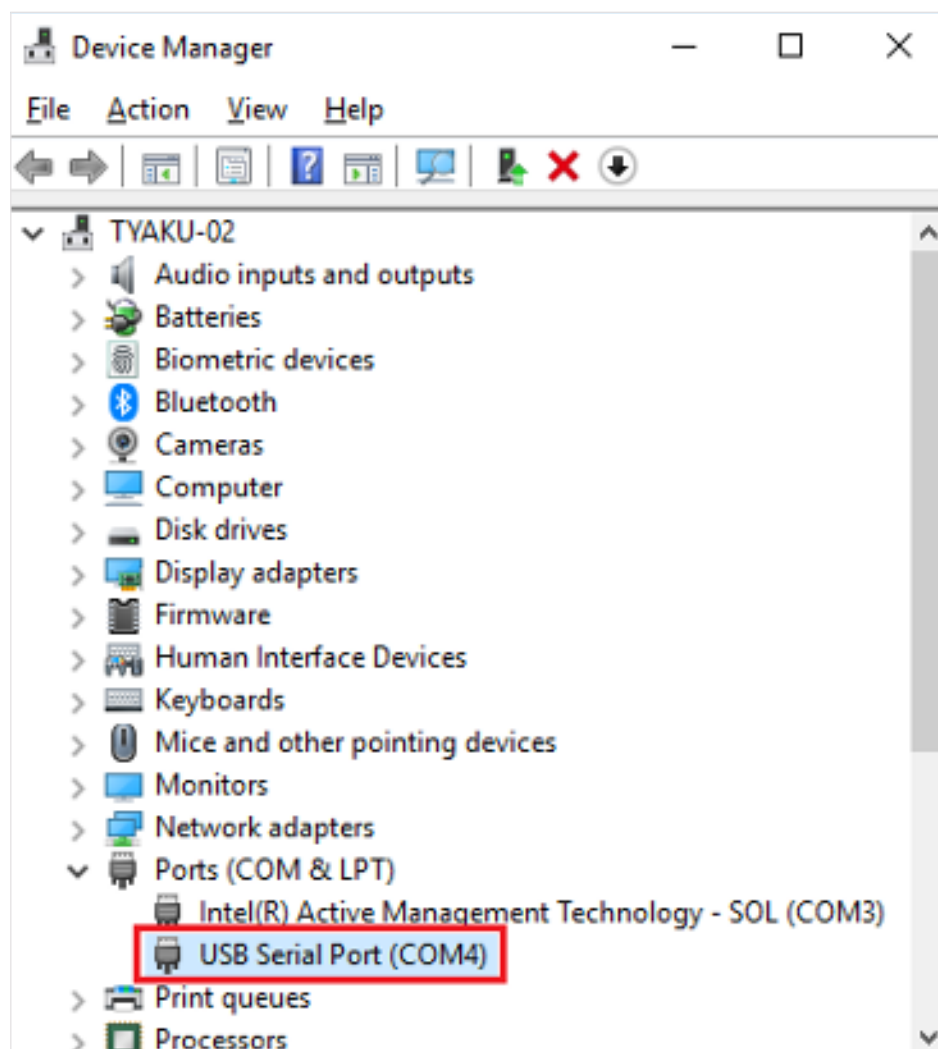 Device Manager
File Action View Help
TYAKU-02
Audio inputs and outputs
Batteries
Biometric devices
Bluetooth
Cameras
Computer
Disk drives
Display adapters
Firmware
Human Interface Devices
Keyboards
Mice and other pointing devices
Monitors
Network adapters
Ports (COM & LPT)
Intel(R) Active Management Technology - SOL (COM3)
USB Serial Port (COM4)
Print queues
Processors